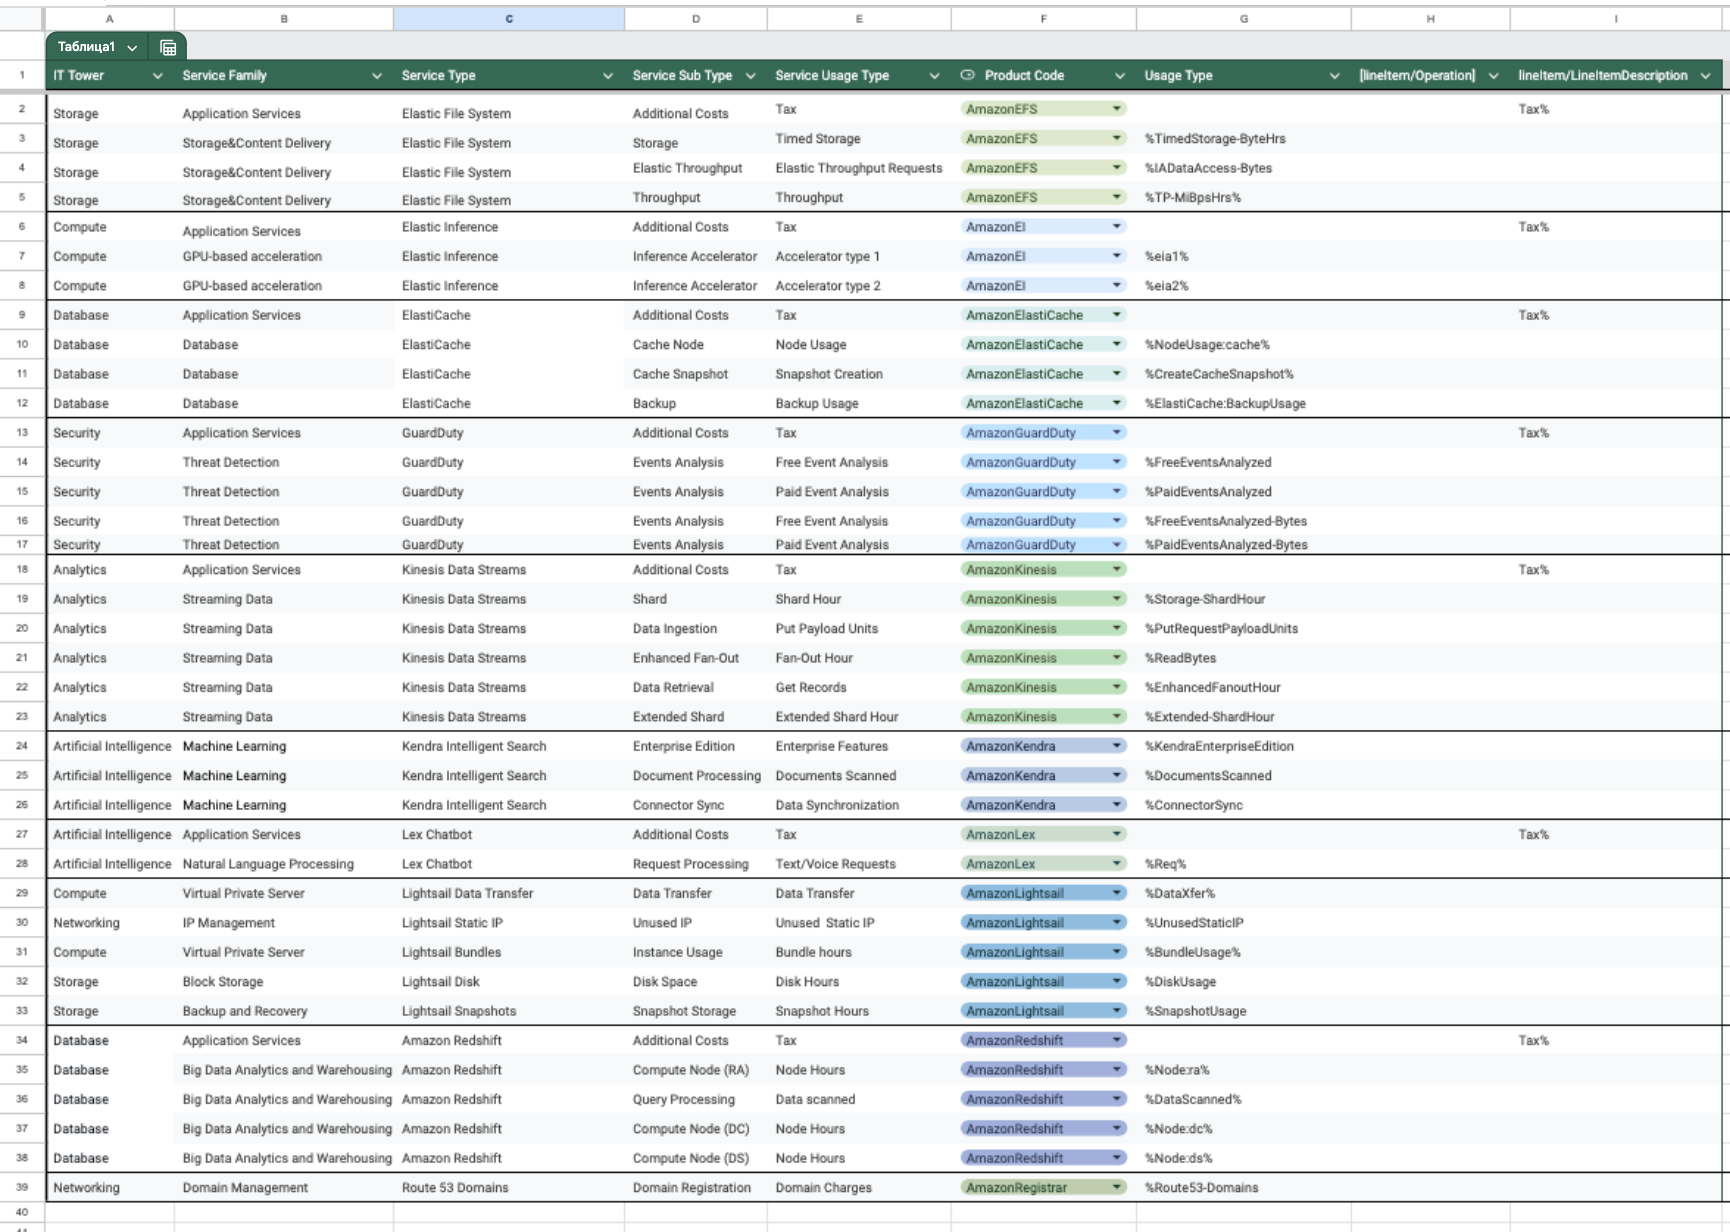 A B C D E F G H I
Таблица1
1 IT Tower Service Family Service Type Service Sub Type Service Usage Type Product Code Usage Type [lineItem/Operation] lineItem/LineItemDescription
2 Storage Application Services Elastic File System Additional Costs Tax AmazonEFS Tax%
3 Storage Storage&Content Delivery Elastic File System Storage Timed Storage AmazonEFS %TimedStorage-ByteHrs
4 Storage Storage&Content Delivery Elastic File System Elastic Throughput Elastic Throughput Requests AmazonEFS %IADataAccess-Bytes
5 Storage Storage&Content Delivery Elastic File System Throughput Throughput AmazonEFS %TP-MiBpsHrs%
6 Compute Application Services Elastic Inference Additional Costs Tax AmazonEI Tax%
7 Compute GPU-based acceleration Elastic Inference Inference Accelerator Accelerator type 1 AmazonEI %eia1%
8 Compute GPU-based acceleration Elastic Inference Inference Accelerator Accelerator type 2 AmazonEI %eia2%
9 Database Application Services ElastiCache Additional Costs Tax AmazonElastiCache Tax%
10 Database Database ElastiCache Cache Node Node Usage AmazonElastiCache %NodeUsage:cache%
11 Database Database ElastiCache Cache Snapshot Snapshot Creation AmazonElastiCache %CreateCacheSnapshot%
12 Database Database ElastiCache Backup Backup Usage AmazonElastiCache %ElastiCache:BackupUsage
13 Security Application Services GuardDuty Additional Costs Tax AmazonGuardDuty Tax%
14 Security Threat Detection GuardDuty Events Analysis Free Event Analysis AmazonGuardDuty %FreeEventsAnalyzed
15 Security Threat Detection GuardDuty Events Analysis Paid Event Analysis AmazonGuardDuty %PaidEventsAnalyzed
16 Security Threat Detection GuardDuty Events Analysis Free Event Analysis AmazonGuardDuty %FreeEventsAnalyzed-Bytes
17 Security Threat Detection GuardDuty Events Analysis Paid Event Analysis AmazonGuardDuty %PaidEventsAnalyzed-Bytes
18 Analytics Application Services Kinesis Data Streams Additional Costs Tax AmazonKinesis Tax%
19 Analytics Streaming Data Kinesis Data Streams Shard Shard Hour AmazonKinesis %Storage-ShardHour
20 Analytics Streaming Data Kinesis Data Streams Data Ingestion Put Payload Units AmazonKinesis %PutRequestPayloadUnits
21 Analytics Streaming Data Kinesis Data Streams Enhanced Fan-Out Fan-Out Hour AmazonKinesis %ReadBytes
22 Analytics Streaming Data Kinesis Data Streams Data Retrieval Get Records AmazonKinesis %EnhancedFanoutHour
23 Analytics Streaming Data Kinesis Data Streams Extended Shard Extended Shard Hour AmazonKinesis %Extended-ShardHour
24 Artificial Intelligence Machine Learning Kendra Intelligent Search Enterprise Edition Enterprise Features AmazonKendra %KendraEnterpriseEdition
25 Artificial Intelligence Machine Learning Kendra Intelligent Search Document Processing Documents Scanned AmazonKendra %DocumentsScanned
26 Artificial Intelligence Machine Learning Kendra Intelligent Search Connector Sync Data Synchronization AmazonKendra %ConnectorSync
27 Artificial Intelligence Application Services Lex Chatbot Additional Costs Tax AmazonLex Tax%
28 Artificial Intelligence Natural Language Processing Lex Chatbot Request Processing Text/Voice Requests AmazonLex %Req%
29 Compute Virtual Private Server Lightsail Data Transfer Data Transfer Data Transfer AmazonLightsail %DataXfer%
30 Networking IP Management Lightsail Static IP Unused IP Unused Static IP AmazonLightsail %UnusedStaticIP
31 Compute Virtual Private Server Lightsail Bundles Instance Usage Bundle hours AmazonLightsail %BundleUsage%
32 Storage Block Storage Lightsail Disk Disk Space Disk Hours AmazonLightsail %DiskUsage
33 Storage Backup and Recovery Lightsail Snapshots Snapshot Storage Snapshot Hours AmazonLightsail %SnapshotUsage
34 Database Application Services Amazon Redshift Additional Costs Tax AmazonRedshift Tax%
35 Database Big Data Analytics and Warehousing Amazon Redshift Compute Node (RA) Node Hours AmazonRedshift %Node:ra%
36 Database Big Data Analytics and Warehousing Amazon Redshift Query Processing Data scanned AmazonRedshift %DataScanned%
37 Database Big Data Analytics and Warehousing Amazon Redshift Compute Node (DC) Node Hours AmazonRedshift %Node:dc%
38 Database Big Data Analytics and Warehousing Amazon Redshift Compute Node (DS) Node Hours AmazonRedshift %Node:ds%
39 Networking Domain Management Route 53 Domains Domain Registration Domain Charges AmazonRegistrar %Route53-Domains
40